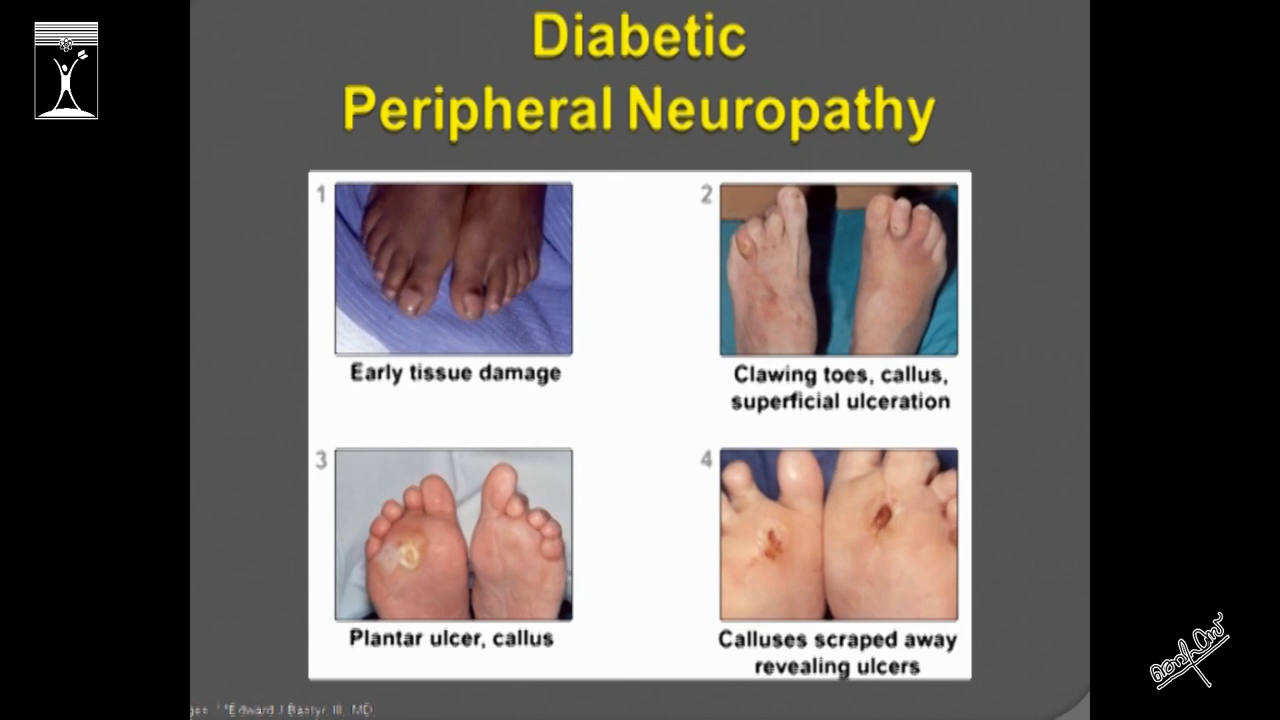 Diabetic
Peripheral Neuropathy
1
2
Early tissue damage
Clawing toes, callus,
superficial ulceration
3
4
Plantar ulcer, callus
Calluses scraped away
revealing ulcers
Edward J Bastyr, III, MD.